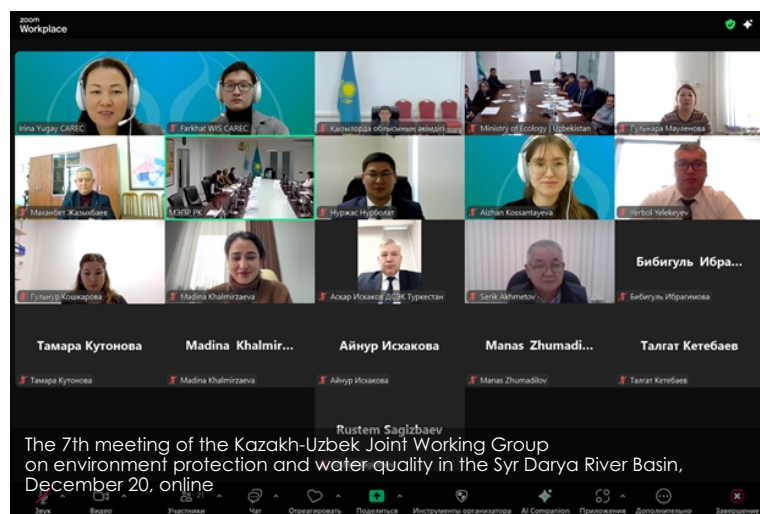 zoom
Workplace
Irina Yugay CAREC
Farkhat WIS CAREC
Қызылорда облысының әкімдігі
Ministry of Ecology | Uzbekistan
Гульнара Мауленова
Маханбет Жазыкбаев
МЭПР РК
Нуржас Нурболат
Aizhan Kossantayeva
Yerbol Yelekeyev
Гульнур Кошкарова
Madina Khalmirzaeva
Асқар Исқаков ДСЭК Туркестан
Serik Akhmetov
Бибигуль Ибра...
Бибигуль Ибрагимова
Тамара Кутонова
Madina Khalmir...
Айнур Исхакова
Manas Zhumadi...
Талгат Кетебаев
Тамара Кутонова
Madina Khalmirzaeva
Айнур Исхакова
Manas Zhumadilov
Талгат Кетебаев
Rustem Sagizbaev
The 7th meeting of the Kazakh-Uzbek Joint Working Group
on environment protection and water quality in the Syr Darya River Basin,
December 20, online
Звук
Видео
21
Участники
Чат
Отреагировать
Поделиться
Инструменты организатора
AI Companion
Приложения
Дополнительно
Завершение